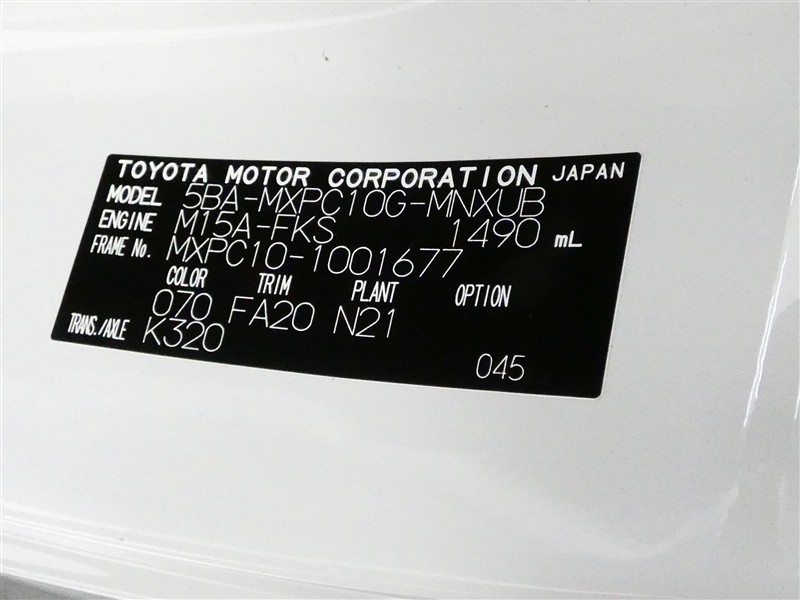 TOYOTA MOTOR CORPORATION JAPAN
MODEL 5BA-MXPC10G-MNXUB
ENGINE M15A-FKS 1490 mL
FRAME No. MXPC10-1001677
COLOR TRIM PLANT OPTION
070 FA20 N21
TRANS./AXLE K320
045